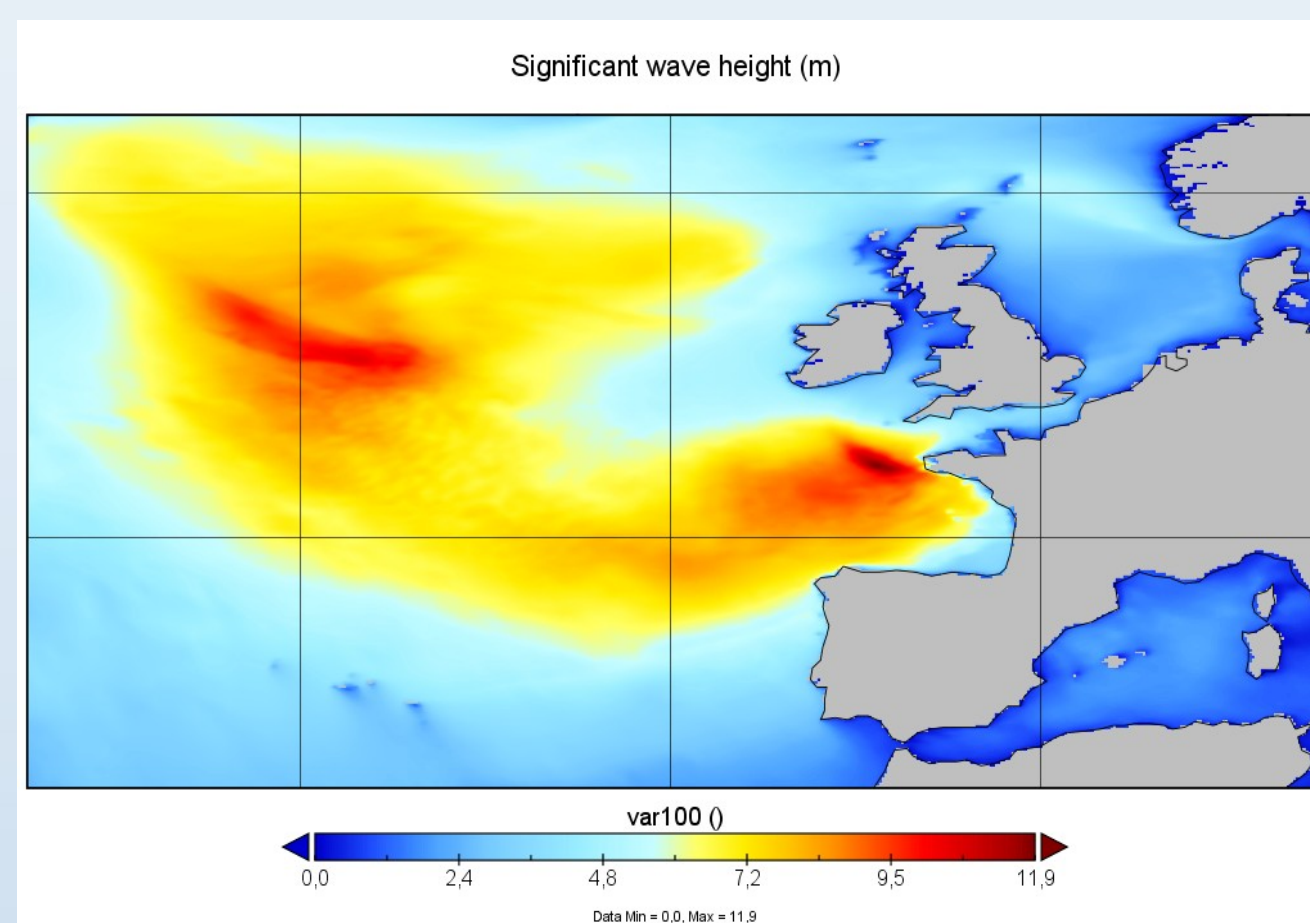 Significant wave height (m)
var100 ()
0,0 2,4 4,8 7,2 9,5 11,9
Data Min = 0,0, Max = 11,9